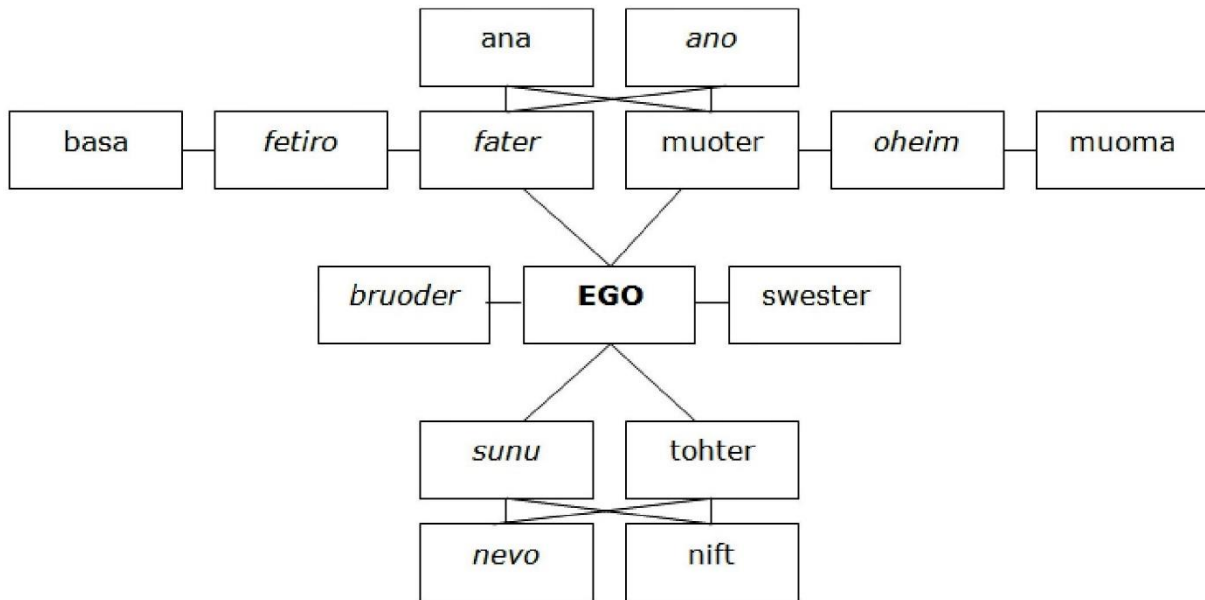 ana ano
basa fetiro fater muoter oheim muoma
bruoder EGO swester
sunu tohter
nevo nift